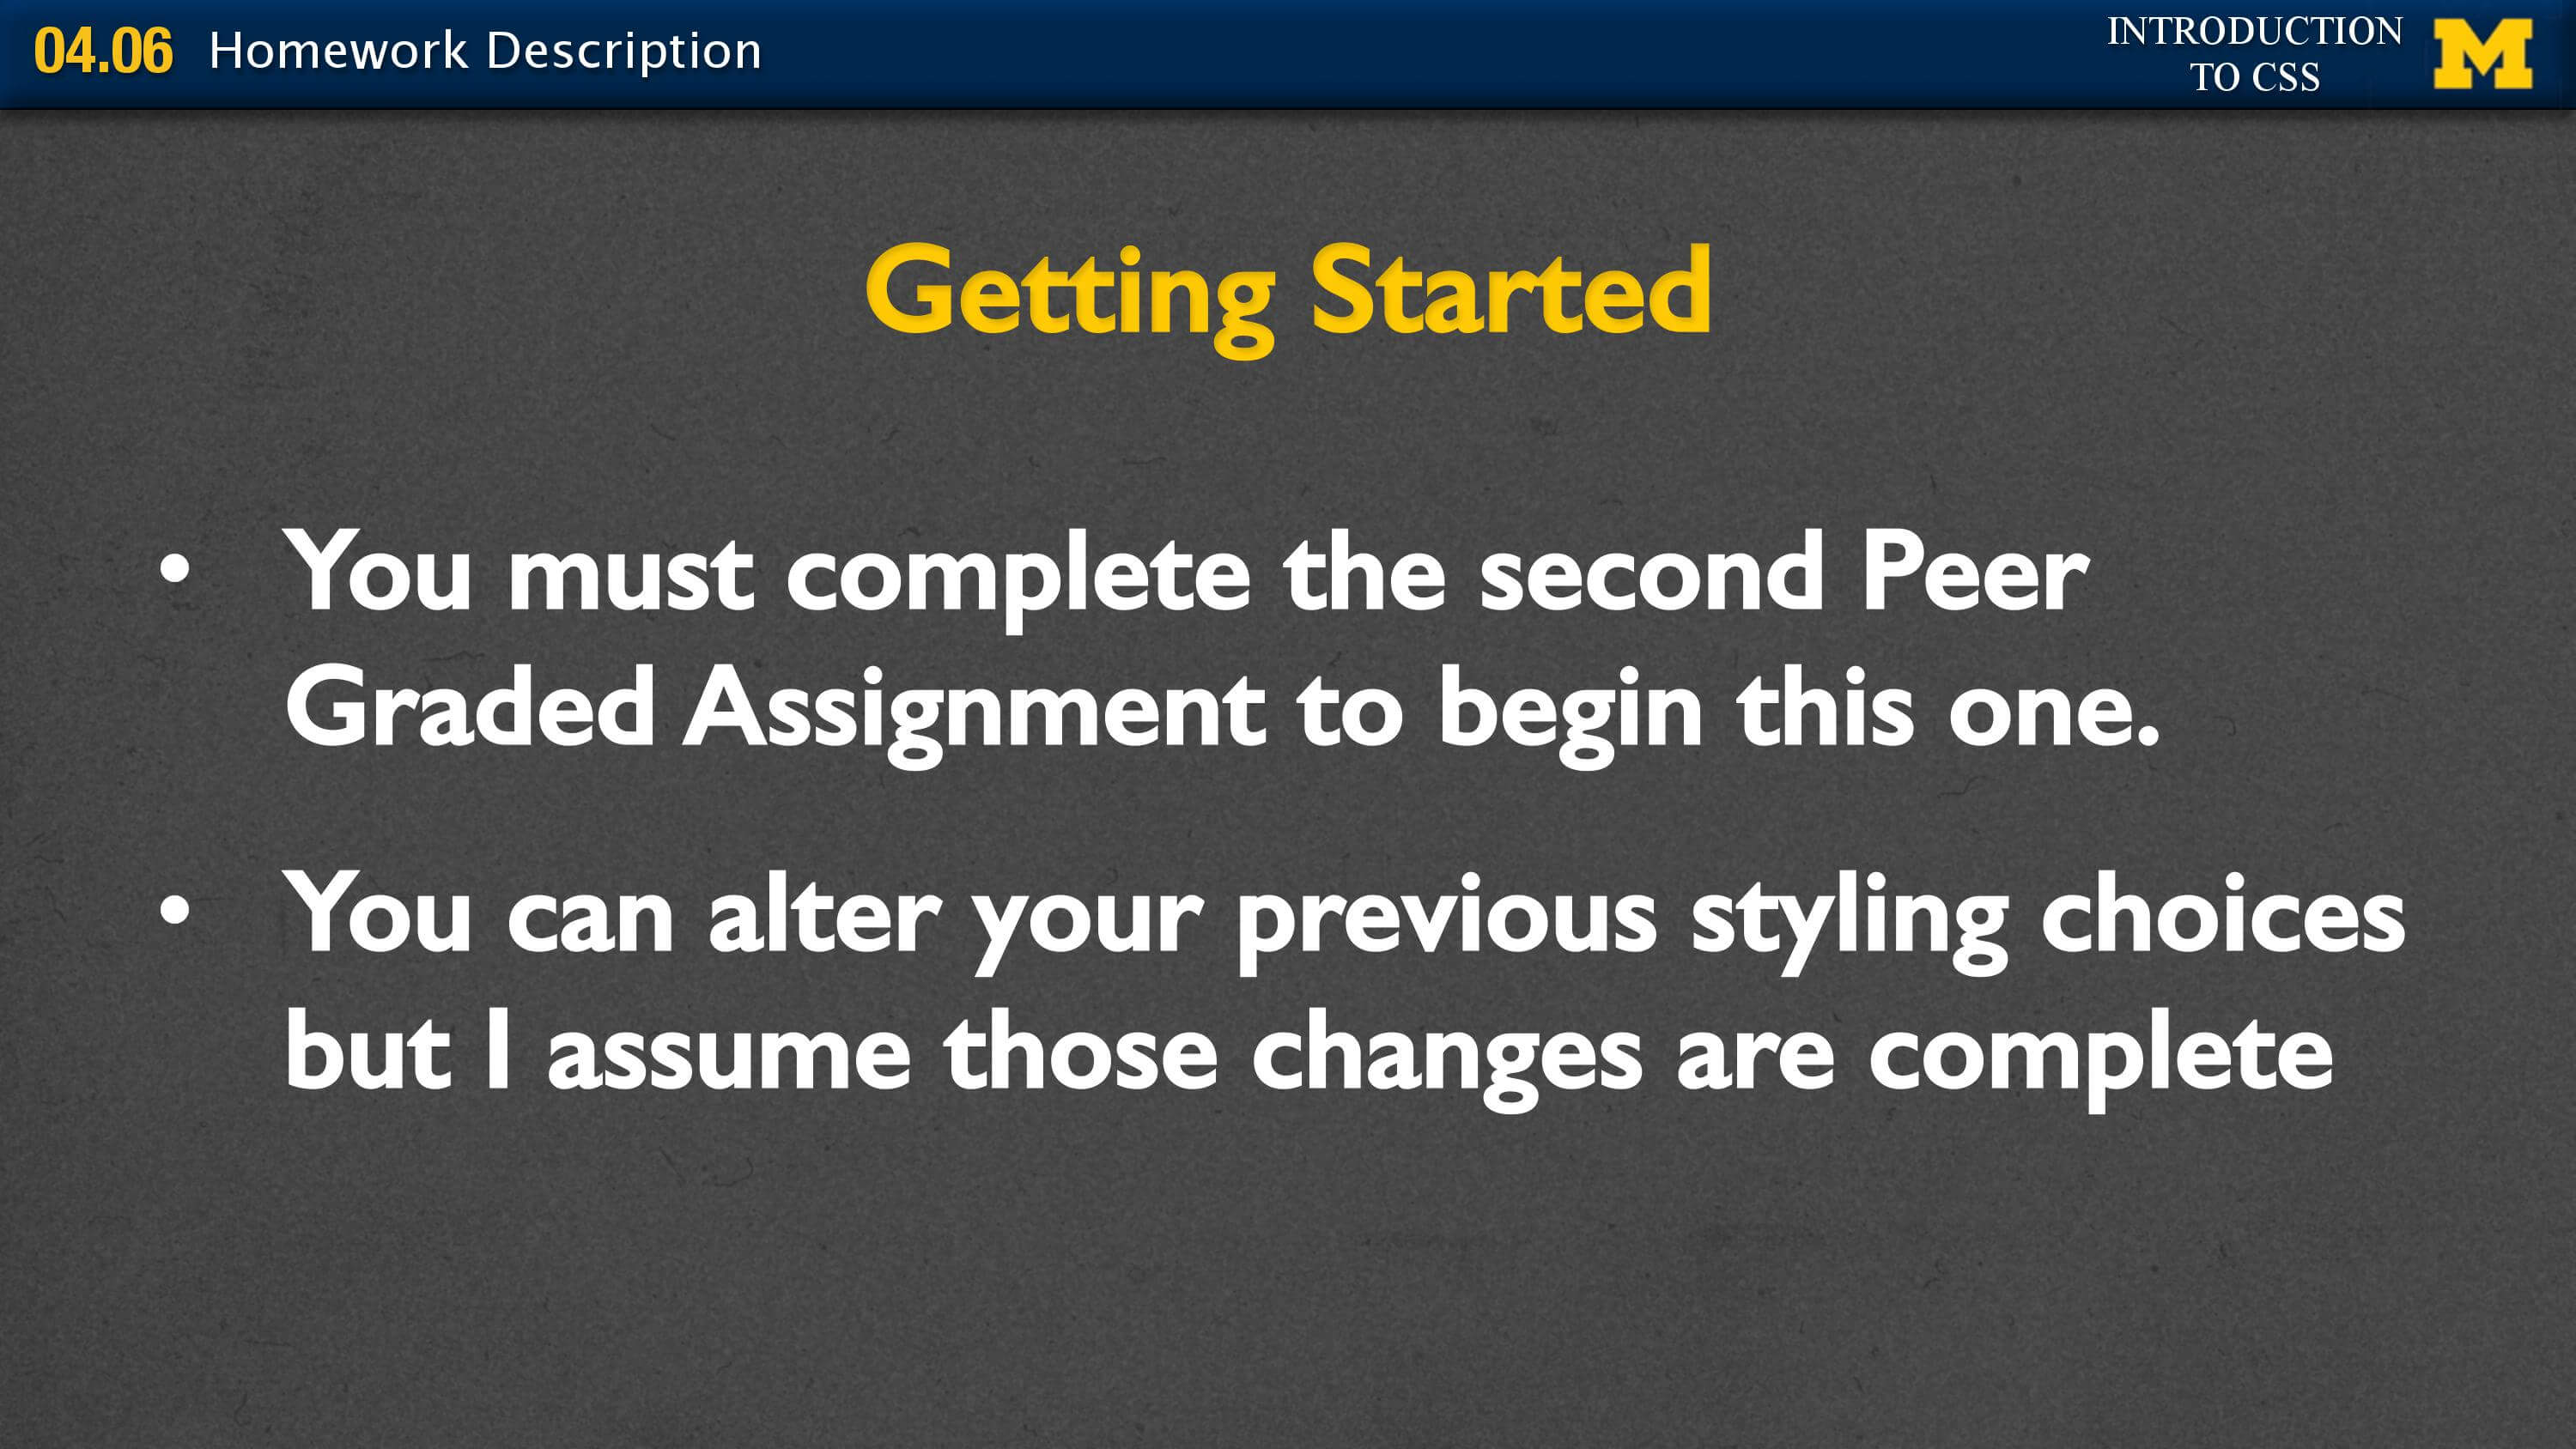 04.06 Homework Description
INTRODUCTION
TO CSS
M
Getting Started
• You must complete the second Peer
Graded Assignment to begin this one.
• You can alter your previous styling choices
but I assume those changes are complete